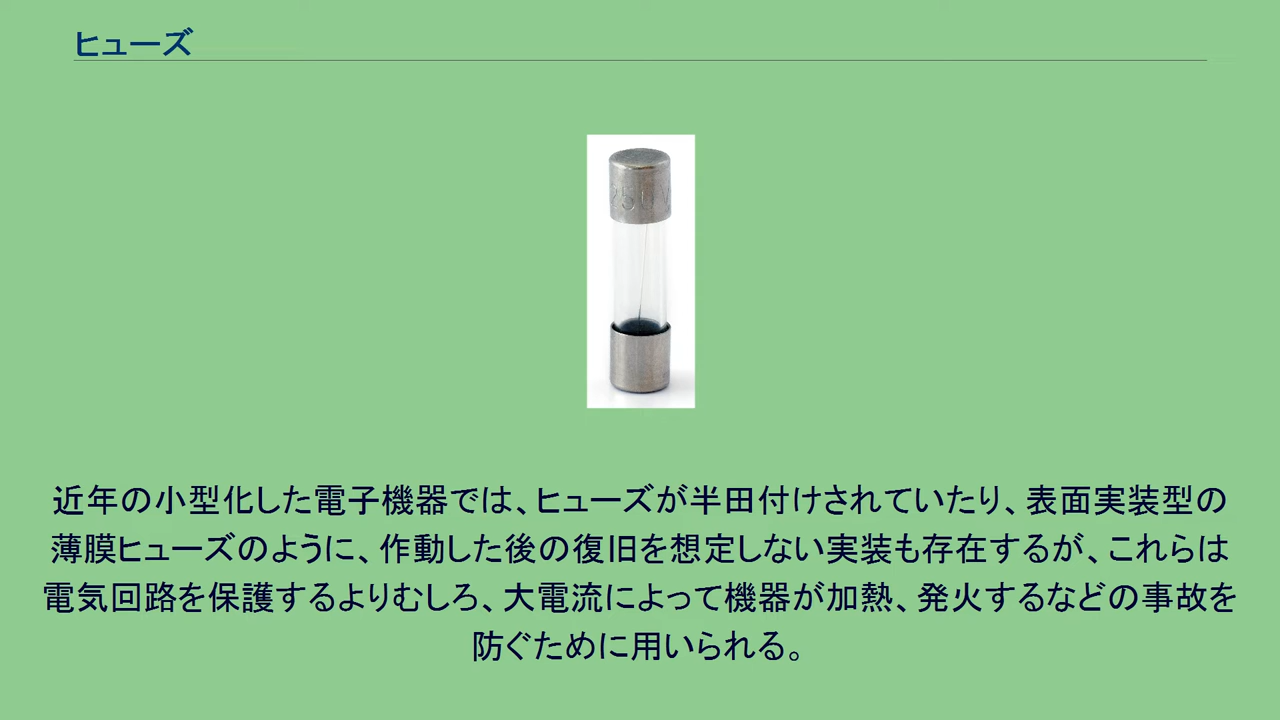 ヒューズ
250V
近年の小型化した電子機器では、ヒューズが半田付けされていたり、表面実装型の
薄膜ヒューズのように、作動した後の復旧を想定しない実装も存在するが、これらは
電気回路を保護するよりむしろ、大電流によって機器が加熱、発火するなどの事故を
防ぐために用いられる。